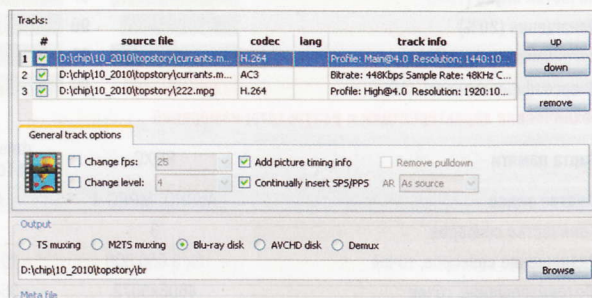 Tracks:
# source file codec lang track info
1 D:\chip\10_2010\topstory\currants.m... H.264 Profile: Main@4.0 Resolution: 1440:10...
2 D:\chip\10_2010\topstory\currants.m... AC3 Bitrate: 448Kbps Sample Rate: 48KHz C...
3 D:\chip\10_2010\topstory\222.mpg H.264 Profile: High@4.0 Resolution: 1920:10...
up
down
remove
General track options
Change fps: 25 Add picture timing info Remove pulldown
Change level: 4 Continually insert SPS/PPS AR As source
Output
TS muxing M2TS muxing Blu-ray disk AVCHD disk Demux
D:\chip\10_2010\topstory\br Browse
Meta file